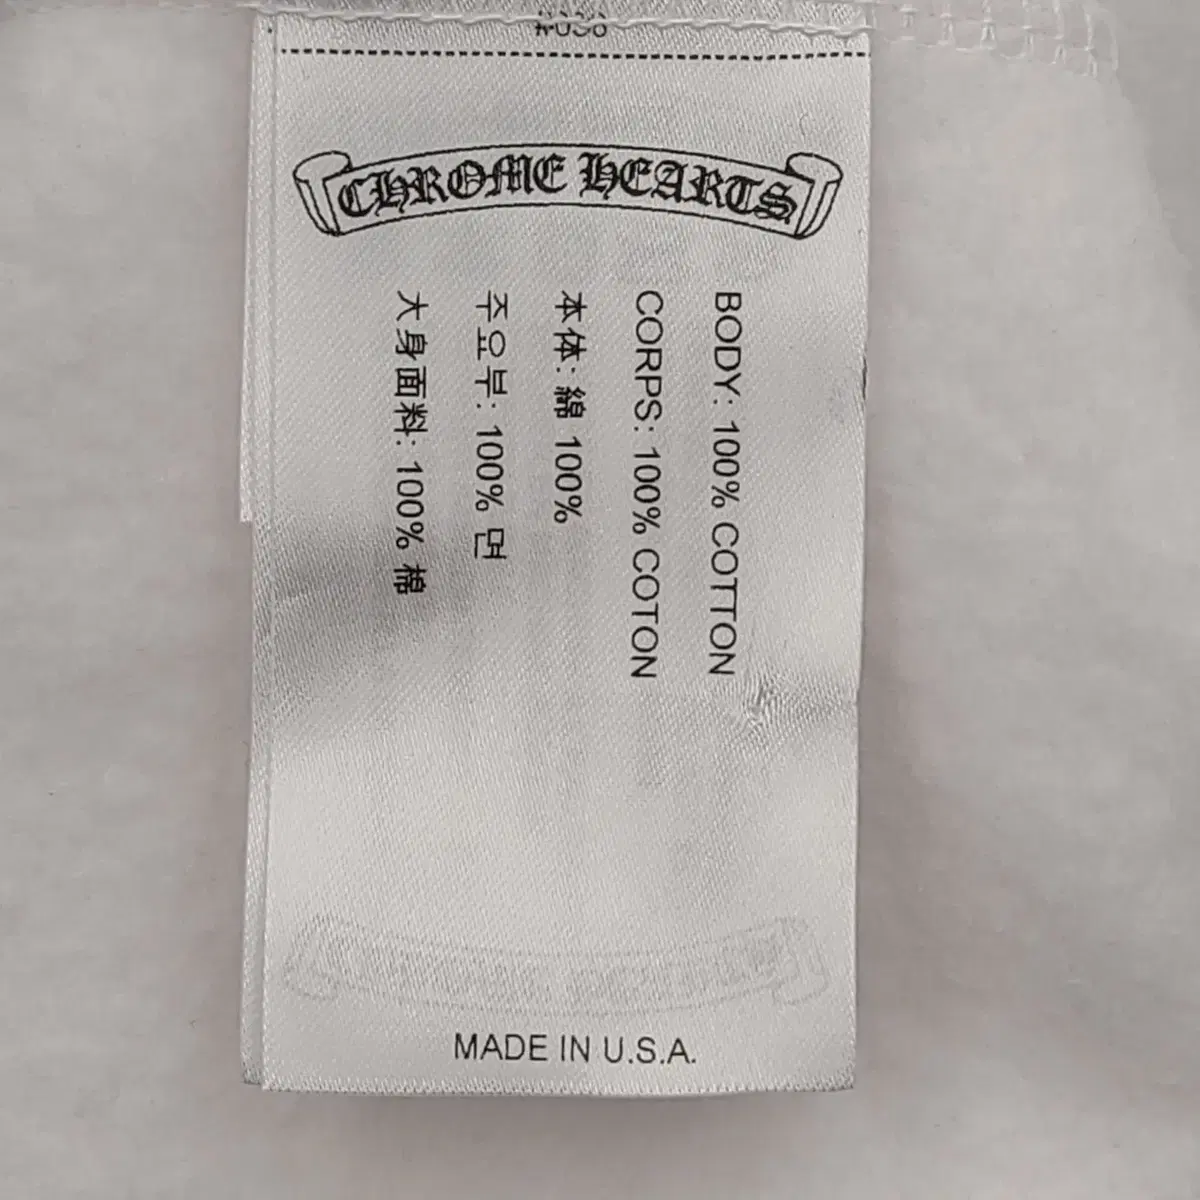 CHROME HEARTS
BODY: 100% COTTON
CORPS: 100% COTON
本体: 綿 100%
주요부: 100% 면
大身面料: 100% 棉
MADE IN U.S.A.